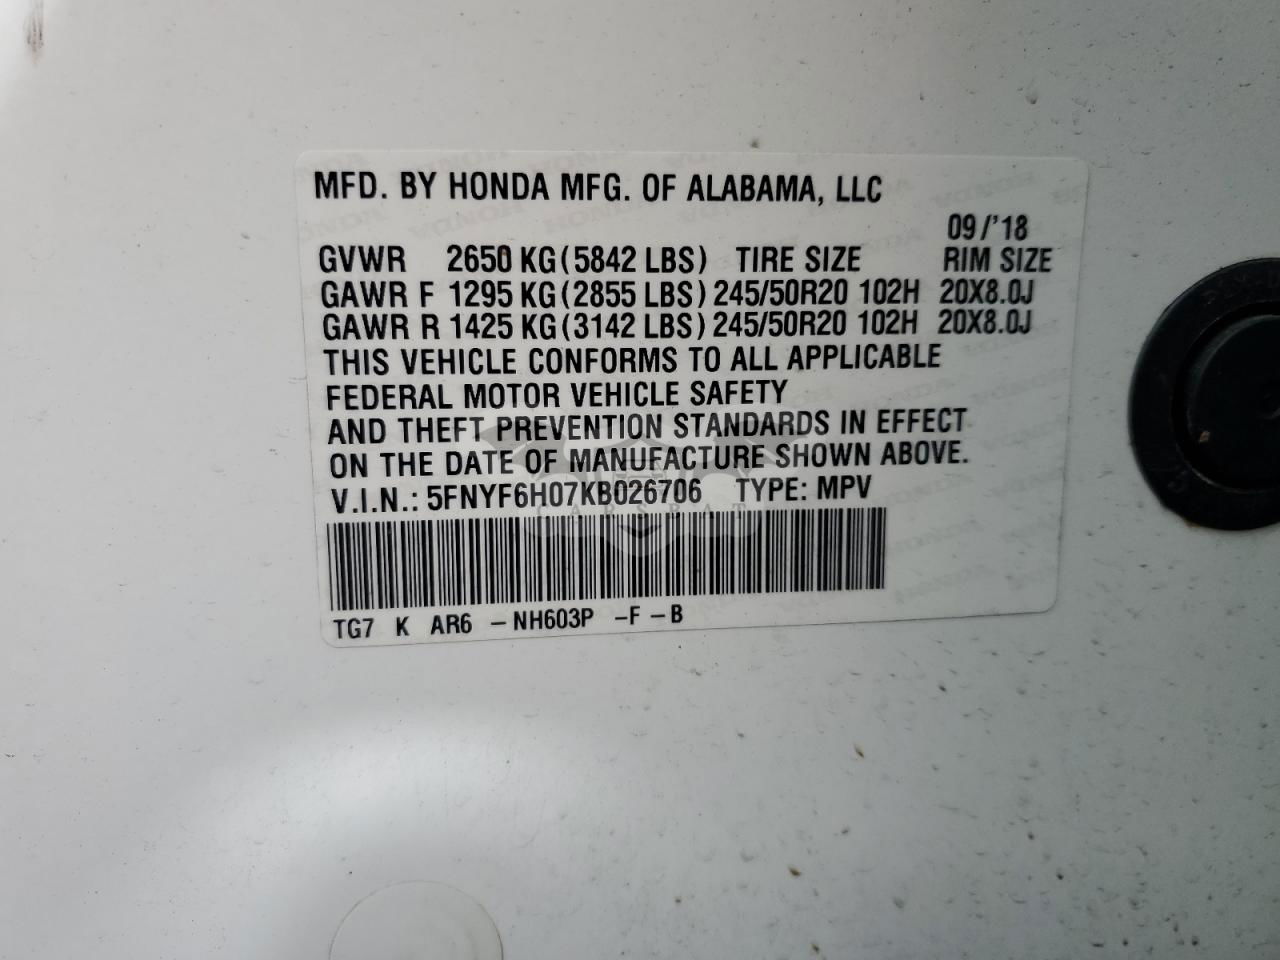 MFD. BY HONDA MFG. OF ALABAMA, LLC
09/'18
GVWR 2650 KG(5842 LBS) TIRE SIZE RIM SIZE
GAWR F 1295 KG(2855 LBS) 245/50R20 102H 20X8.0J
GAWR R 1425 KG(3142 LBS) 245/50R20 102H 20X8.0J
THIS VEHICLE CONFORMS TO ALL APPLICABLE
FEDERAL MOTOR VEHICLE SAFETY
AND THEFT PREVENTION STANDARDS IN EFFECT
ON THE DATE OF MANUFACTURE SHOWN ABOVE.
V.I.N.: 5FNYF6H07KB026706 TYPE: MPV
CARSBAT
TG7 K AR6 -NH603P -F-B